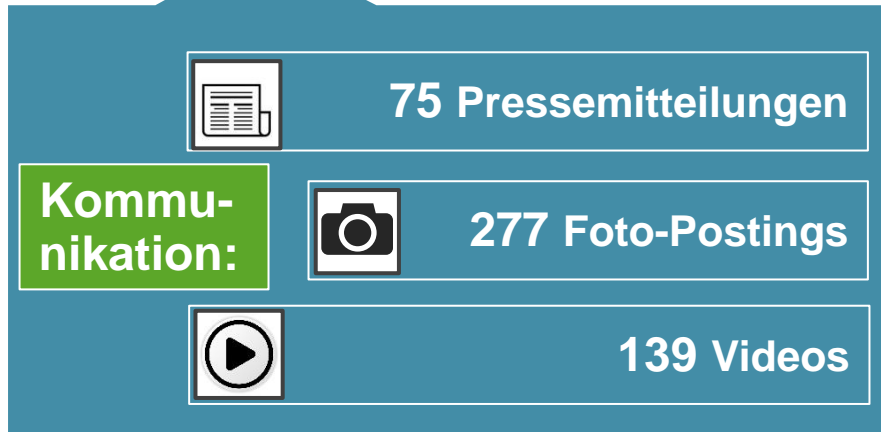 75 Pressemitteilungen
Kommu-
nikation:
277 Foto-Postings
139 Videos